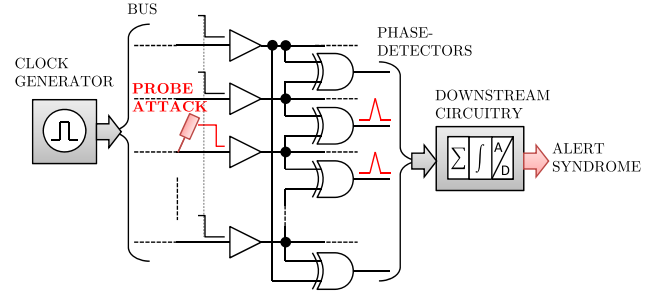 BUS
PHASE-
DETECTORS
CLOCK
GENERATOR
PROBE
ATTACK
DOWNSTREAM
CIRCUITRY
∑ ∫ A/D
ALERT
SYNDROME